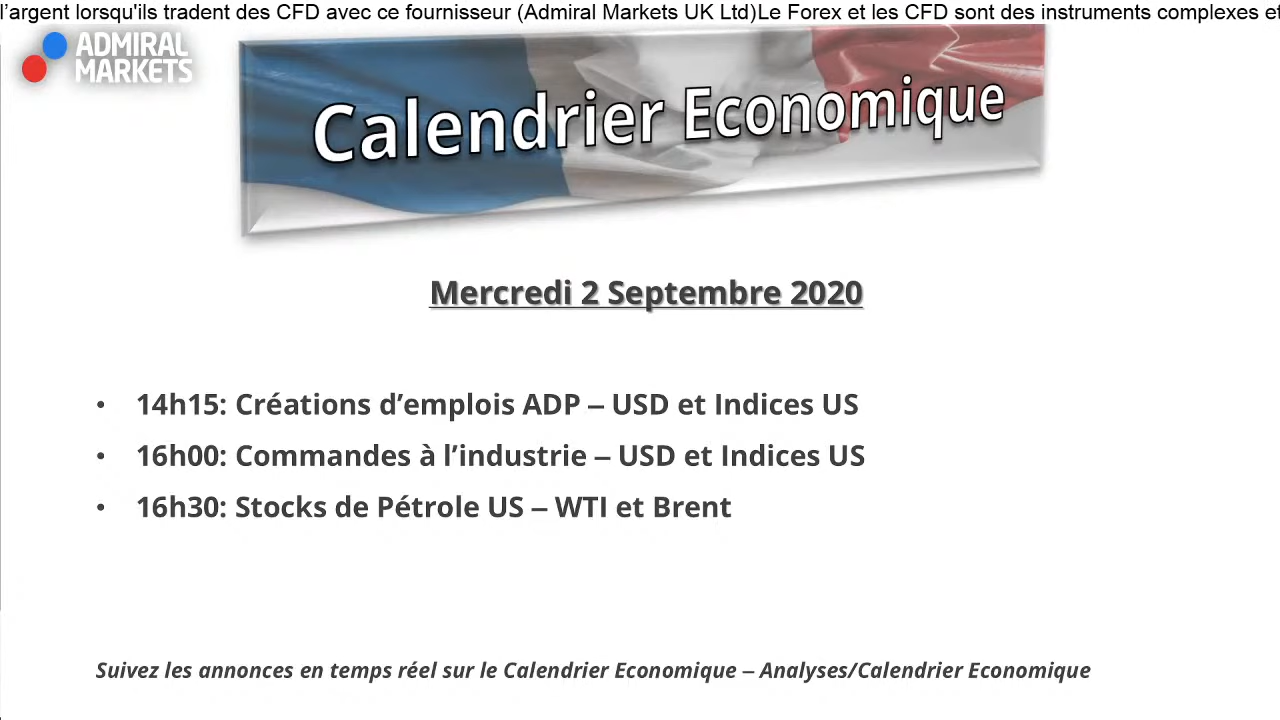 l’argent lorsqu'ils tradent des CFD avec ce fournisseur (Admiral Markets UK Ltd)Le Forex et les CFD sont des instruments complexes et
ADMIRAL
MARKETS
Calendrier Economique
Mercredi 2 Septembre 2020
• 14h15: Créations d’emplois ADP – USD et Indices US
• 16h00: Commandes à l’industrie – USD et Indices US
• 16h30: Stocks de Pétrole US – WTI et Brent
Suivez les annonces en temps réel sur le Calendrier Economique – Analyses/Calendrier Economique